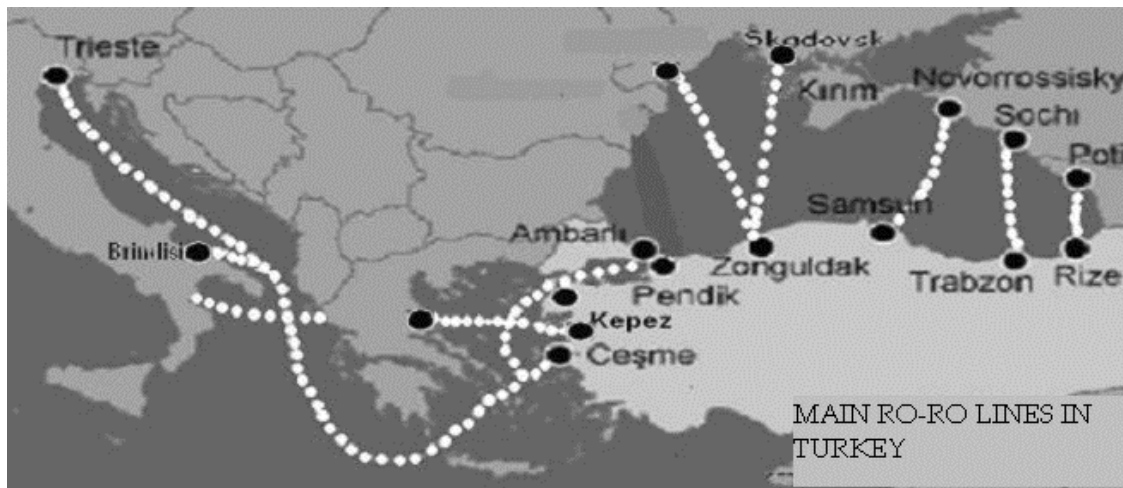 Trieste
Škadovsk
Kırım
Novorrossisky
Sochi
Poti
Samsun
Ambarlı
Brindisi
Zonguldak
Trabzon
Rize
Pendik
Kepez
Çeşme
MAIN RO-RO LINES IN
TURKEY